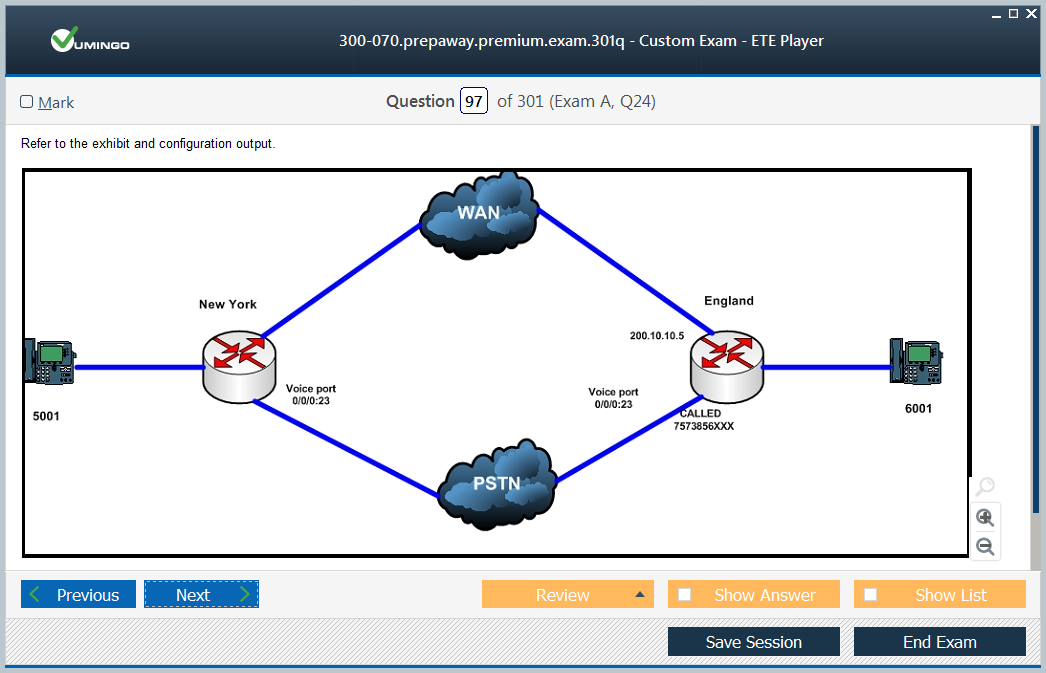 VUMINGO
300-070.prepaway.premium.exam.301q - Custom Exam - ETE Player
Mark
Question 97 of 301 (Exam A, Q24)
Refer to the exhibit and configuration output.
WAN
New York
England
200.10.10.5
Voice port
0/0/0:23
Voice port
0/0/0:23
5001
6001
CALLED
7573856XXX
PSTN
Previous
Next
Review
Show Answer
Show List
Save Session
End Exam